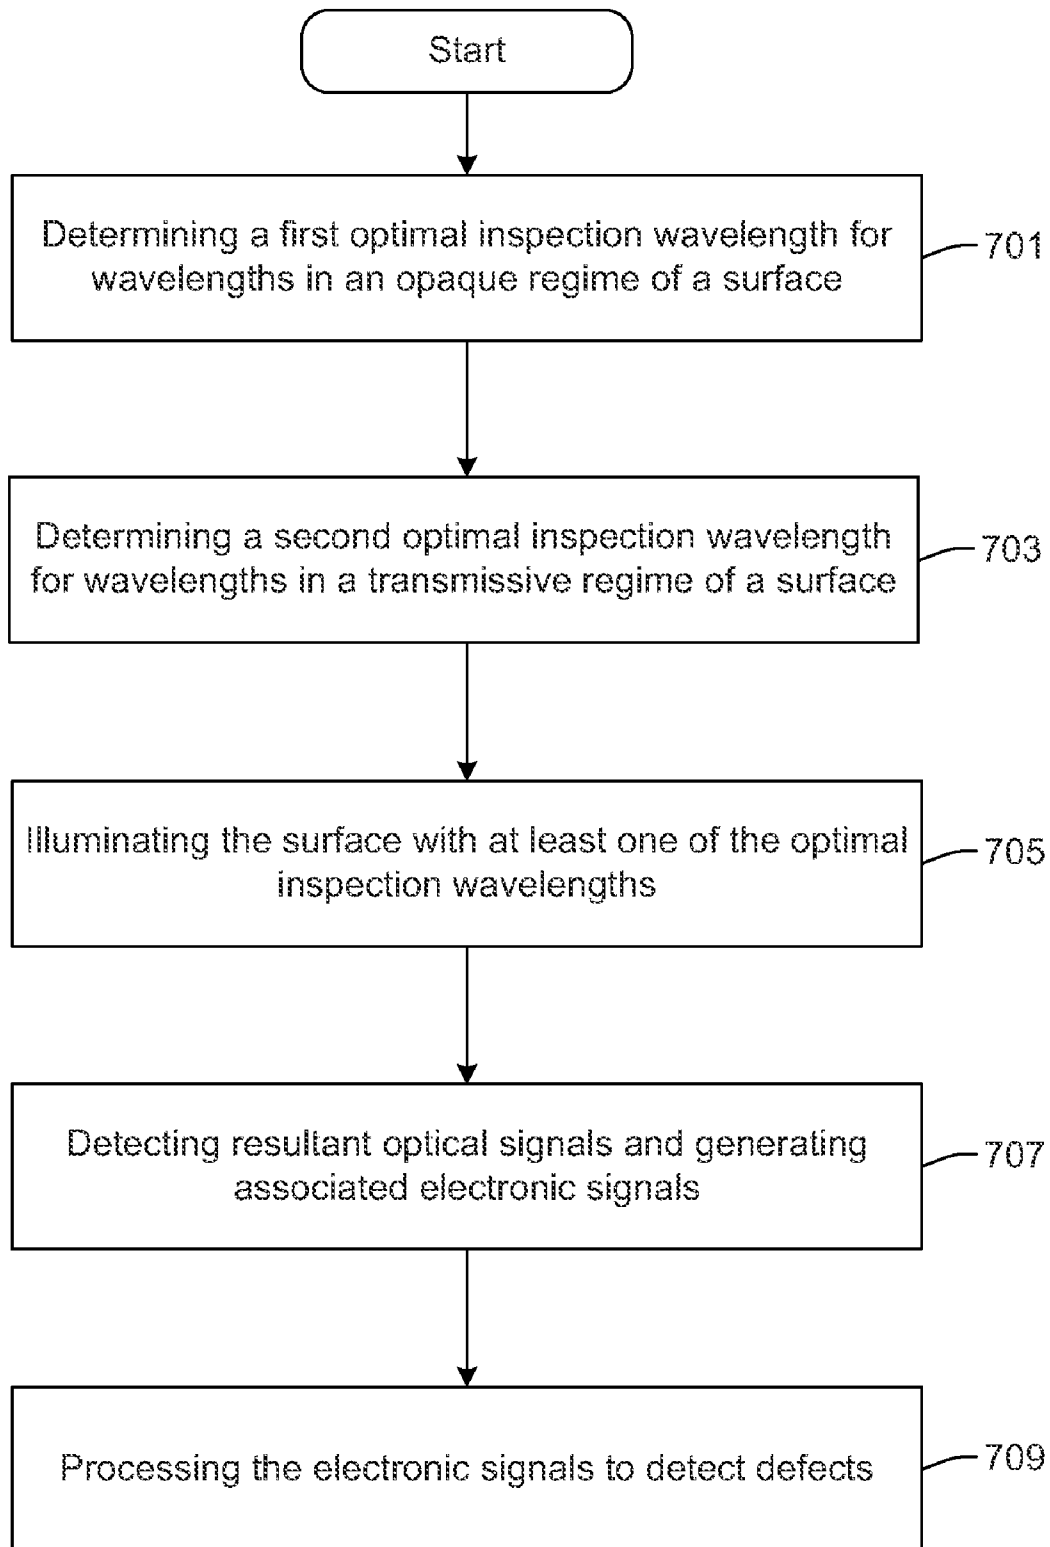 Start
Determining a first optimal inspection wavelength for
wavelengths in an opaque regime of a surface
701
Determining a second optimal inspection wavelength
for wavelengths in a transmissive regime of a surface
703
Illuminating the surface with at least one of the optimal
inspection wavelengths
705
Detecting resultant optical signals and generating
associated electronic signals
707
Processing the electronic signals to detect defects
709